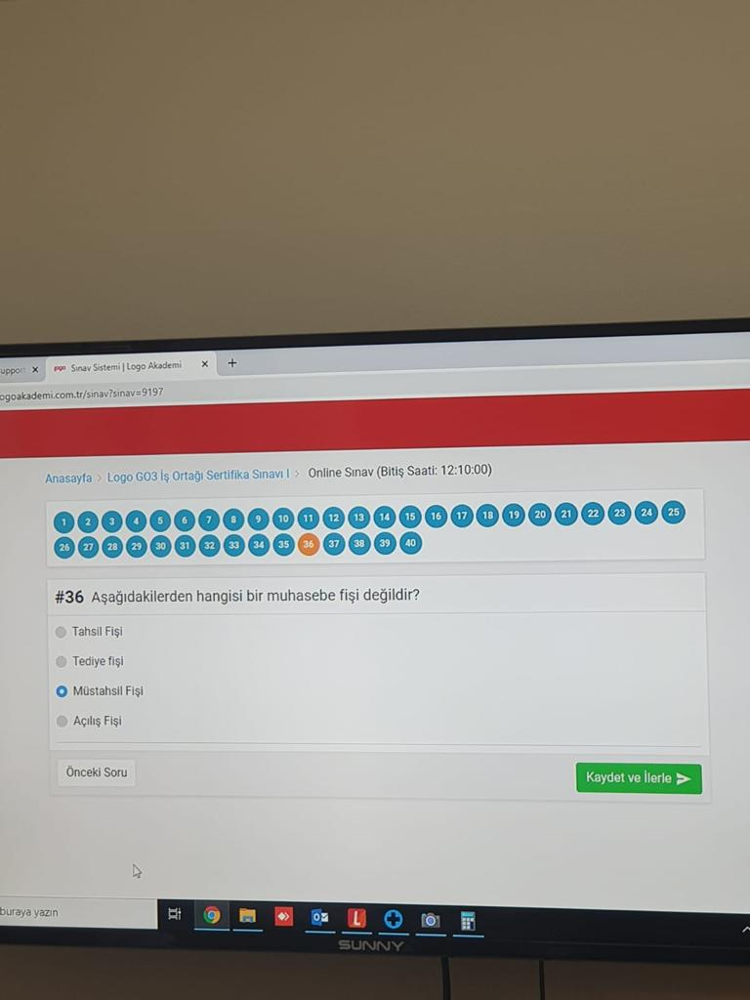 upport
logo Sınav Sistemi | Logo Akademi
ogoakademi.com.tr/sinav?sinav=9197
Anasayfa > Logo GO3 İş Ortağı Sertifika Sınavı I > Online Sınav (Bitiş Saati: 12:10:00)
1 2 3 4 5 6 7 8 9 10 11 12 13 14 15 16 17 18 19 20 21 22 23 24 25
26 27 28 29 30 31 32 33 34 35 36 37 38 39 40
#36 Aşağıdakilerden hangisi bir muhasebe fişi değildir?
Tahsil Fişi
Tediye fişi
Müstahsil Fişi
Açılış Fişi
Önceki Soru
Kaydet ve İlerle
buraya yazın
L
SUNNY